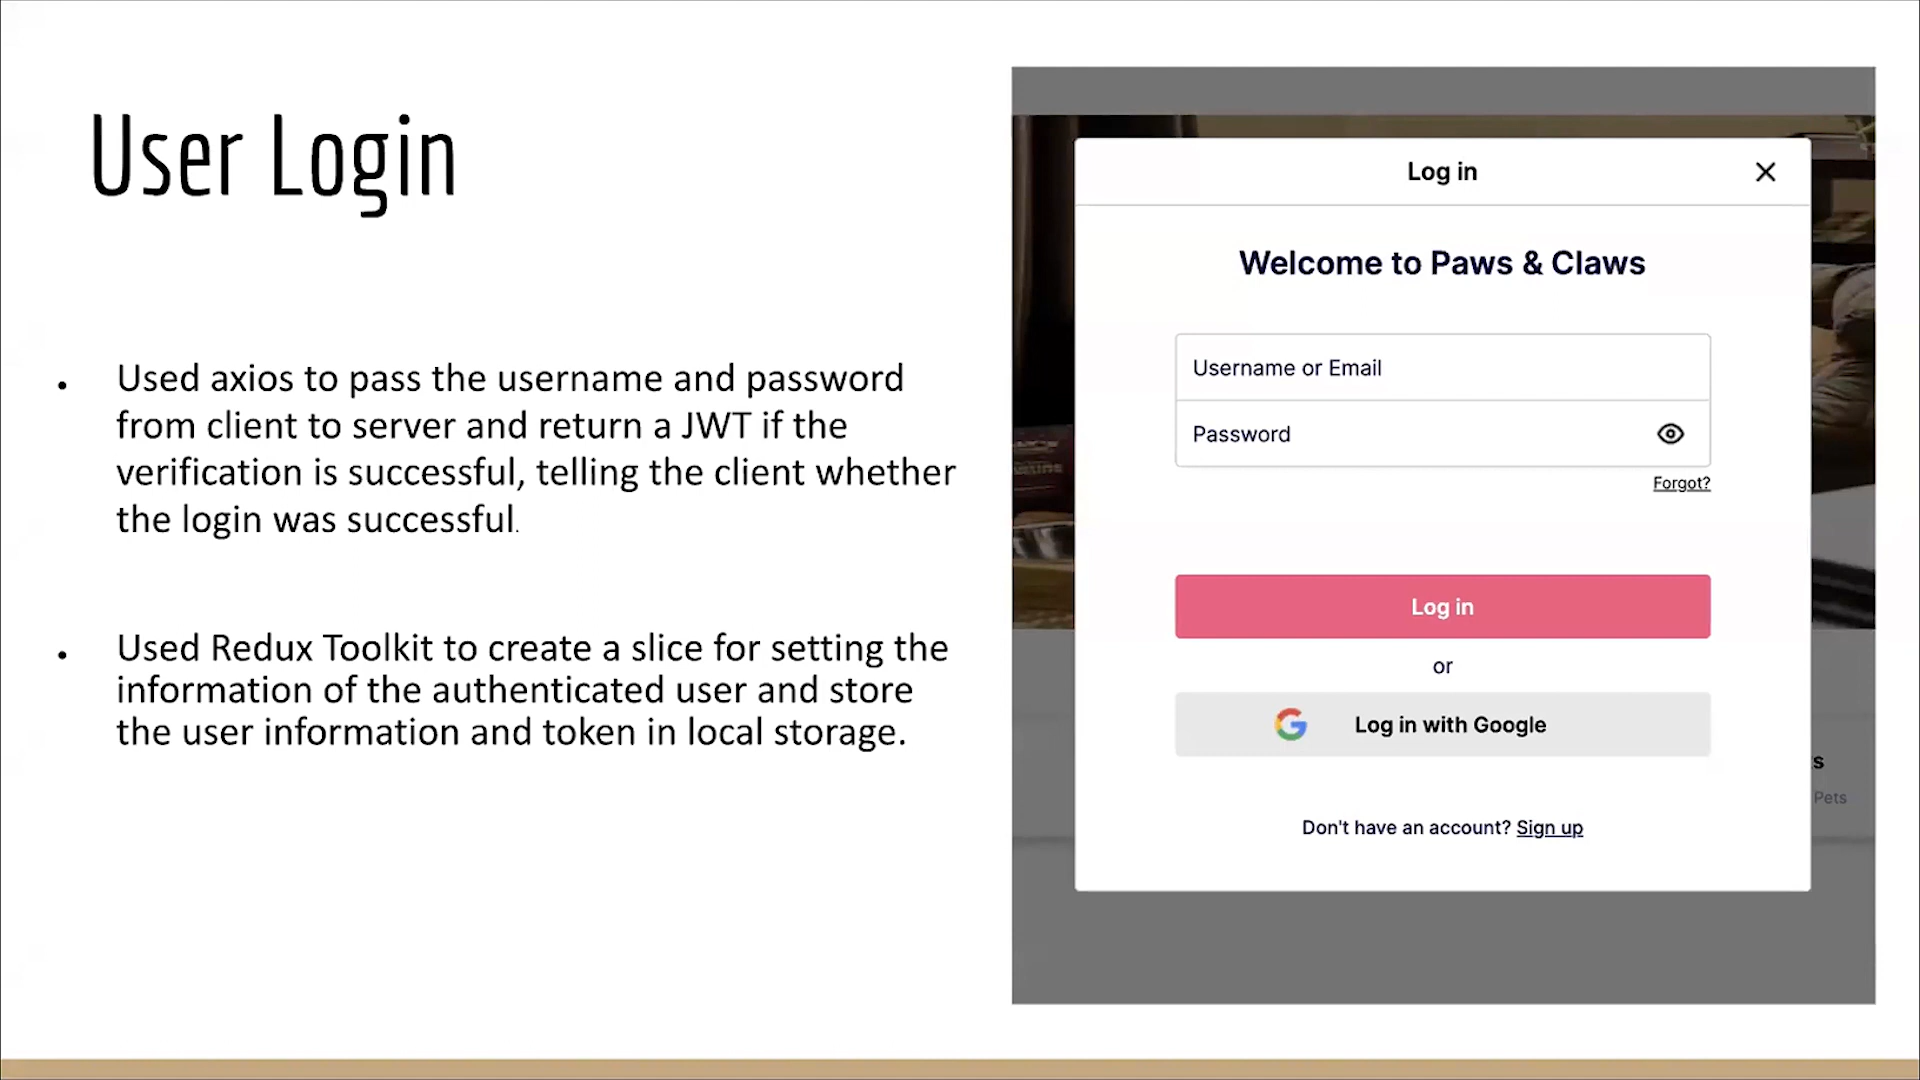 User Login
• Used axios to pass the username and password
from client to server and return a JWT if the
verification is successful, telling the client whether
the login was successful.
• Used Redux Toolkit to create a slice for setting the
information of the authenticated user and store
the user information and token in local storage.
Log in
Welcome to Paws & Claws
Username or Email
Password
Forgot?
Log in
or
Log in with Google
Don't have an account? Sign up
s
Pets